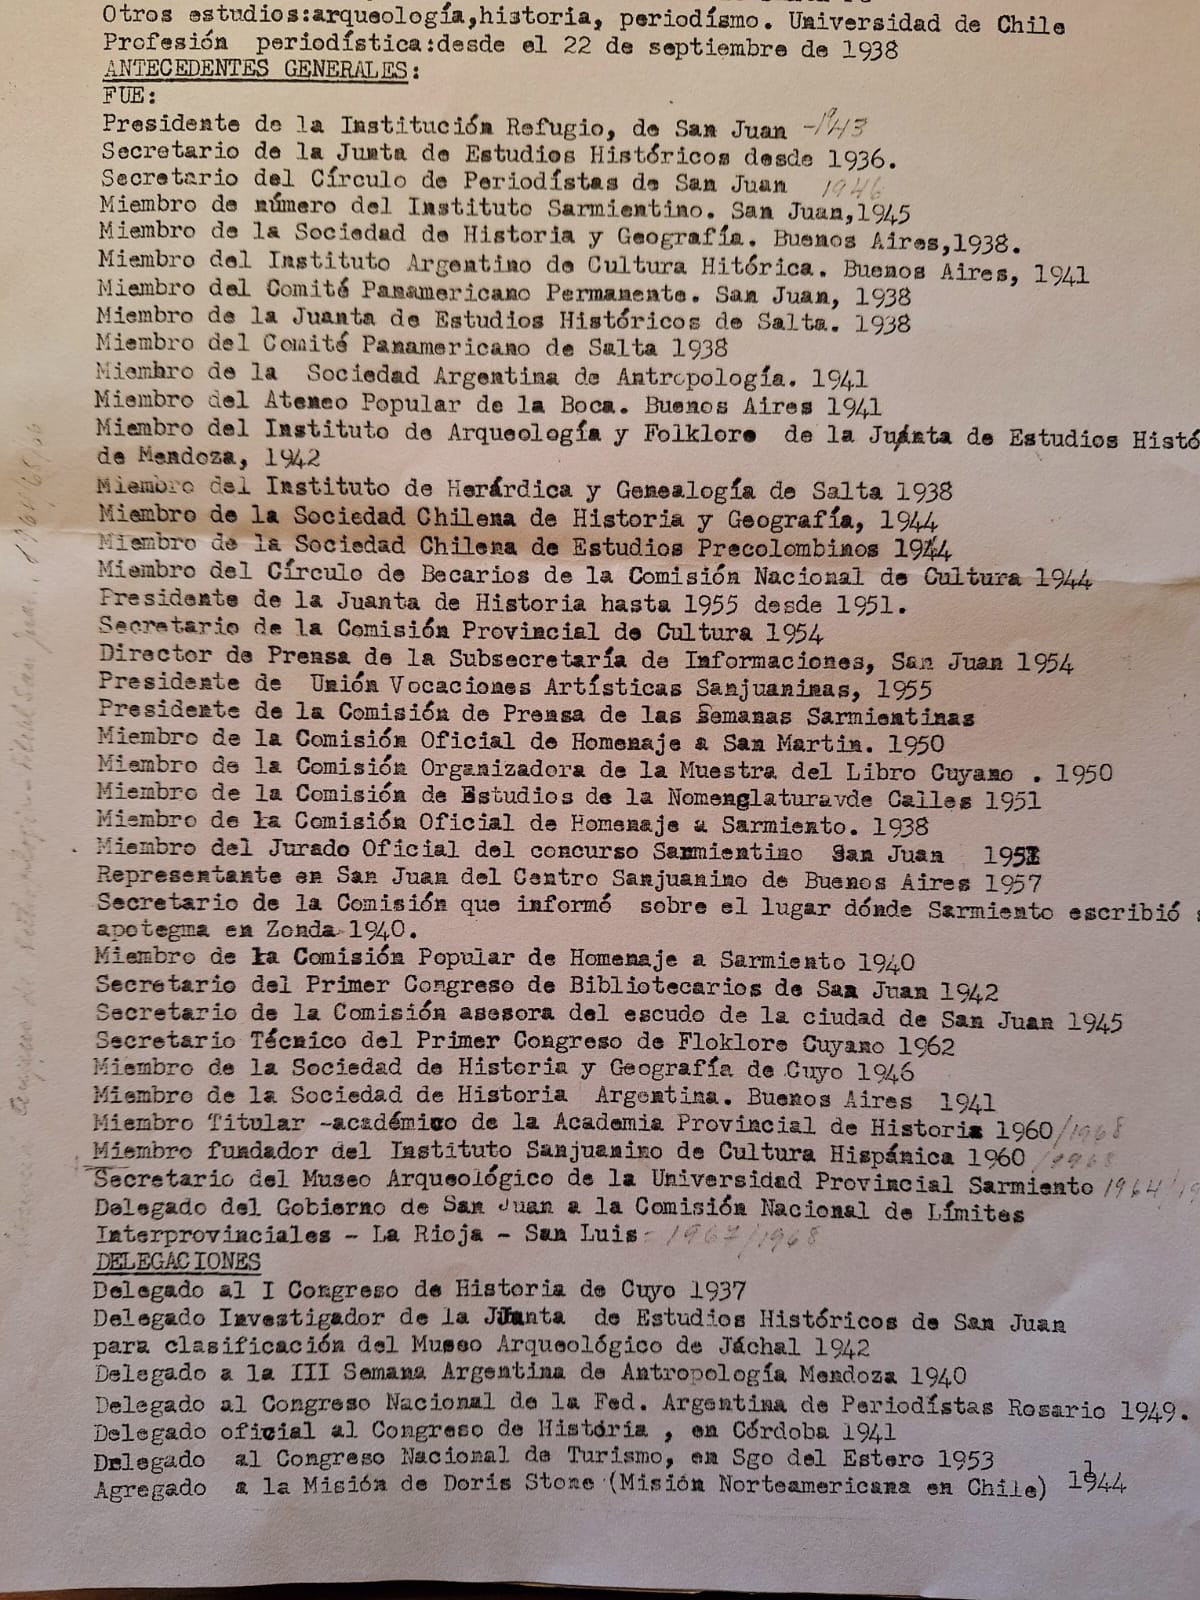 Otros estudios:arqueología,historia, periodísmo. Universidad de Chile
Profesión periodística:desde el 22 de septiembre de 1938
ANTECEDENTES GENERALES:
FUE:
Presidente de la Institución Refugio, de San Juan -1943
Secretario de la Junta de Estudios Históricos desde 1936.
Secretario del Círculo de Periodístas de San Juan 1946
Miembro de número del Instituto Sarmientino. San Juan,1945
Miembro de la Sociedad de Historia y Geografía. Buenos Aires,1938.
Miembro del Instituto Argentino de Cultura Hitórica. Buenos Aires, 1941
Miembro del Comité Panamericano Permanente. San Juan, 1938
Miembro de la Juanta de Estudios Históricos de Salta. 1938
Miembro del Comité Panamericano de Salta 1938
Miembro de la Sociedad Argentina de Antropología. 1941
Miembro del Ateneo Popular de la Boca. Buenos Aires 1941
Miembro del Instituto de Arqueología y Folklore de la Juánta de Estudios Histó
de Mendoza, 1942
Miembro del Instituto de Herárdica y Genealogía de Salta 1938
Miembro de la Sociedad Chilena de Historia y Geografía, 1944
Miembro de la Sociedad Chilena de Estudios Precolombinos 1944
Miembro del Círculo de Becarios de la Comisión Nacional de Cultura 1944
Presidente de la Juanta de Historia hasta 1955 desde 1951.
Secretario de la Comisión Provincial de Cultura 1954
Director de Prensa de la Subsecretaría de Informaciones, San Juan 1954
Presidente de Unión Vocaciones Artísticas Sanjuaninas, 1955
Presidente de la Comisión de Prensa de las Semanas Sarmientinas
Miembro de la Comisión Oficial de Homenaje a San Martin. 1950
Miembro de la Comisión Organizadora de la Muestra del Libro Cuyano . 1950
Miembro de la Comisión de Estudios de la Nomenglaturavde Calles 1951
Miembro de la Comisión Oficial de Homenaje a Sarmiento. 1938
Miembro del Jurado Oficial del concurso Sarmientino San Juan
Representante en San Juan del Centro Sanjuanino de Buenos Aires 1957
Secretario de la Comisión que informó sobre el lugar dónde Sarmiento escribió s
apotegma en Zonda 1940.
Miembro de la Comisión Popular de Homenaje a Sarmiento 1940
Secretario del Primer Congreso de Bibliotecarios de San Juan 1942
Secretario de la Comisión asesora del escudo de la ciudad de San Juan 1945
Secretario Técnico del Primer Congreso de Floklore Cuyano 1962
Miembro de la Sociedad de Historia y Geografía de Cuyo 1946
Miembro de la Sociedad de Historia Argentina. Buenos Aires 1941
Miembro Titular -académico de la Academia Provincial de Historia 1960/1968
Miembro fundador del Instituto Sanjuanino de Cultura Hispánica 1960 /1968
Secretario del Museo Arqueológico de la Universidad Provincial Sarmiento 1964/19
Delegado del Gobierno de San Juan a la Comisión Nacional de Límites
Interprovinciales - La Rioja - San Luis- 1967/1968
DELEGACIONES
Delegado al I Congreso de Historia de Cuyo 1937
Delegado Investigador de la Junta de Estudios Históricos de San Juan
para clasificación del Museo Arqueológico de Jáchal 1942
Delegado a la III Semana Argentina de Antropología Mendoza 1940
Delegado al Congreso Nacional de la Fed. Argentina de Periodístas Rosario 1949.
Delegado oficial al Congreso de História , en Córdoba 1941
Delegado al Congreso Nacional de Turismo, en Sgo del Estero 1953
Agregado a la Misión de Doris Stone (Misión Norteamericana en Chile) 1944